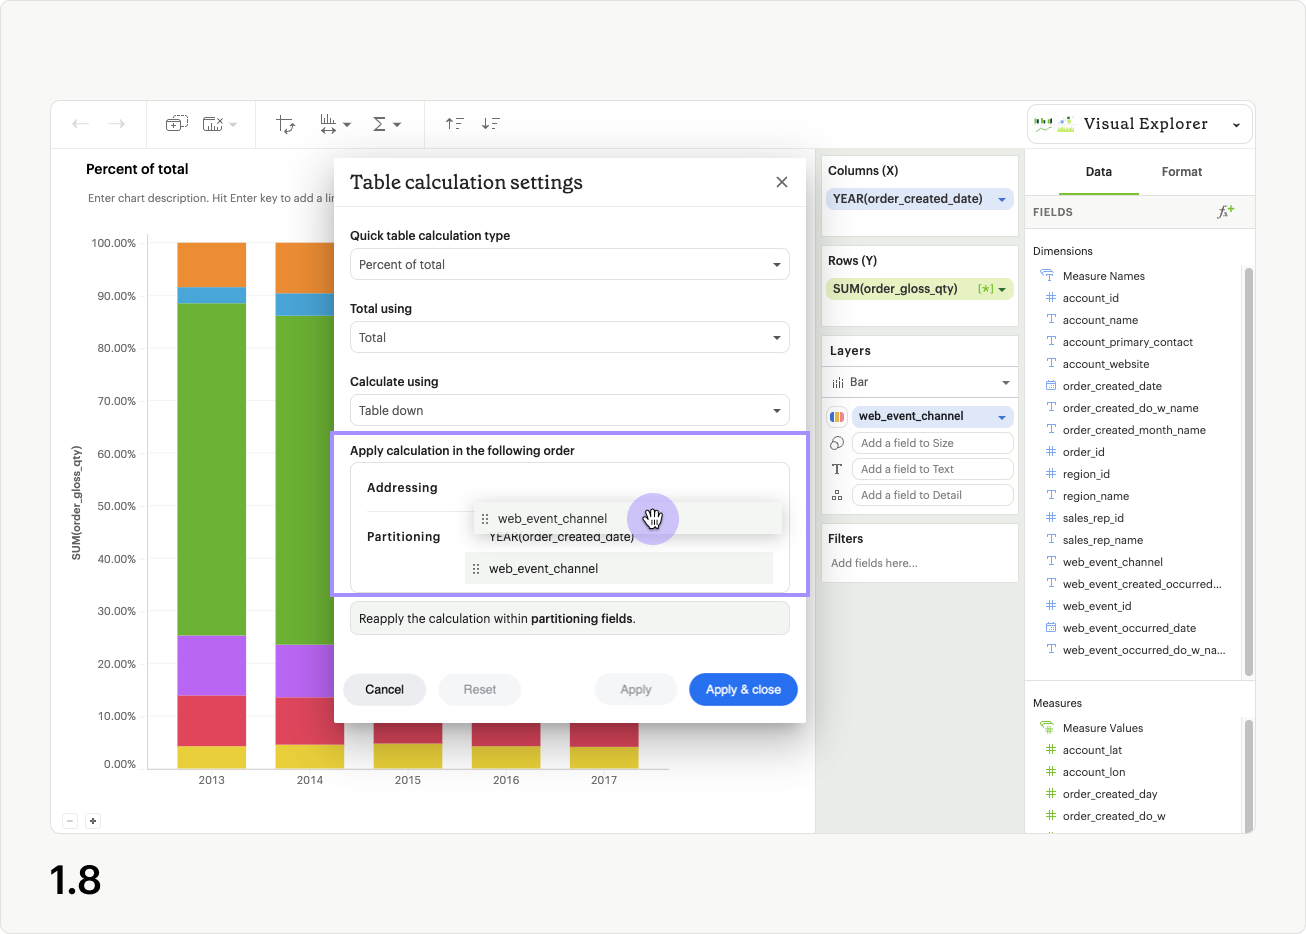 Visual Explorer
Percent of total
Enter chart description. Hit Enter key to add a lin
SUM(order_gloss_qty)
100.00%
90.00%
80.00%
70.00%
60.00%
50.00%
40.00%
30.00%
20.00%
10.00%
0.00%
2013
2014
2015
2016
2017
Table calculation settings
Quick table calculation type
Percent of total
Total using
Total
Calculate using
Table down
Apply calculation in the following order
Addressing
web_event_channel
Partitioning
YEAR(order_created_date)
web_event_channel
Reapply the calculation within partitioning fields.
Cancel
Reset
Apply
Apply & close
Columns (X)
YEAR(order_created_date)
Rows (Y)
SUM(order_gloss_qty) [*]
Layers
Bar
web_event_channel
Add a field to Size
T Add a field to Text
Add a field to Detail
Filters
Add fields here...
Data
Format
FIELDS
fx+
Dimensions
Measure Names
# account_id
T account_name
T account_primary_contact
T account_website
order_created_date
T order_created_do_w_name
T order_created_month_name
# order_id
# region_id
T region_name
# sales_rep_id
T sales_rep_name
T web_event_channel
T web_event_created_occurred...
# web_event_id
web_event_occurred_date
T web_event_occurred_do_w_na...
Measures
Measure Values
# account_lat
# account_lon
# order_created_day
# order_created_do_w
1.8